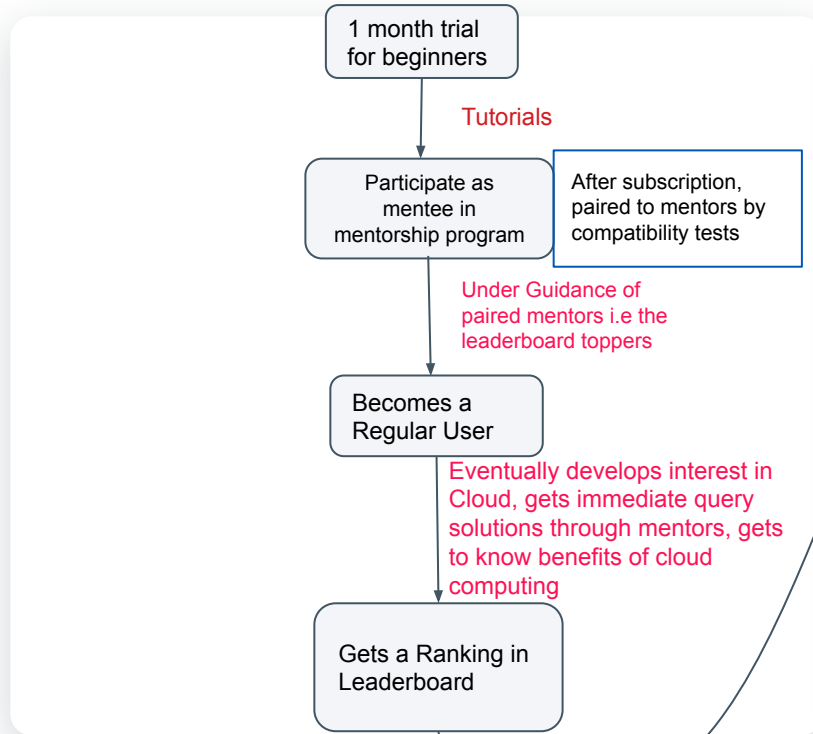 1 month trial
for beginners
Tutorials
Participate as
mentee in
mentorship program
After subscription,
paired to mentors by
compatibility tests
Under Guidance of
paired mentors i.e the
leaderboard toppers
Becomes a
Regular User
Eventually develops interest in
Cloud, gets immediate query
solutions through mentors, gets
to know benefits of cloud
computing
Gets a Ranking in
Leaderboard